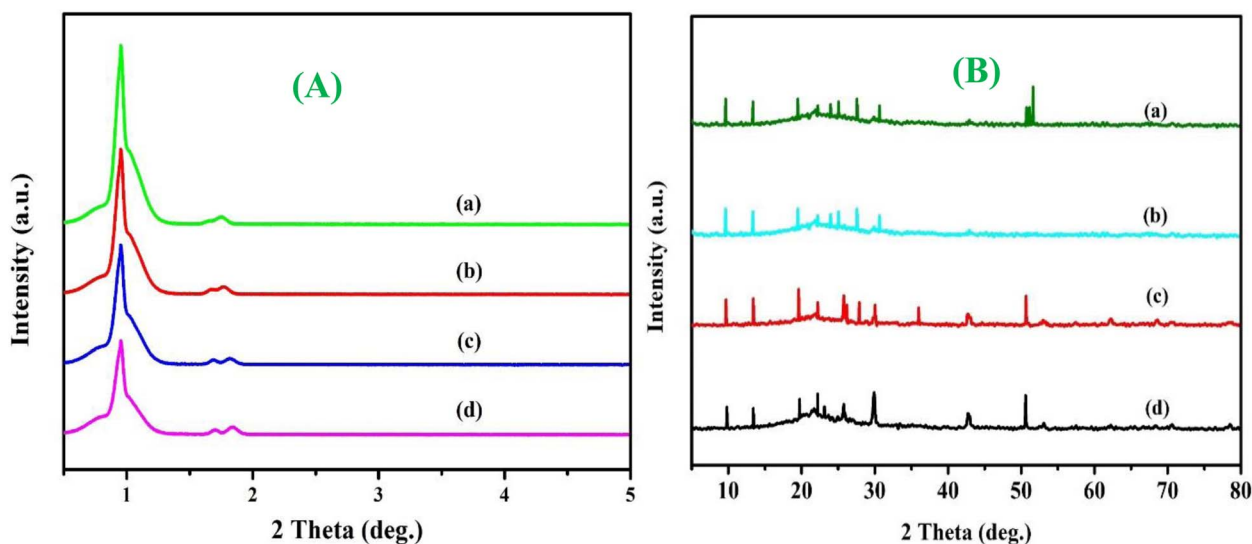 (A)
(a)
(b)
(c)
(d)
Intensity (a.u.)
1 2 3 4 5
2 Theta (deg.)
(B)
(a)
(b)
(c)
(d)
Intensity (a.u.)
10 20 30 40 50 60 70 80
2 Theta (deg.)